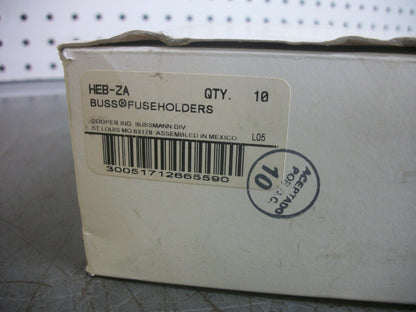 HEB-ZA QTY. 10
BUSS®FUSEHOLDERS
COOPER IND. BUSSMANN DIV
ST. LOUIS MO 63178 ASSEMBLED IN MEXICO L05
30051712665590
ACEPTADO
10
POR Q.C.